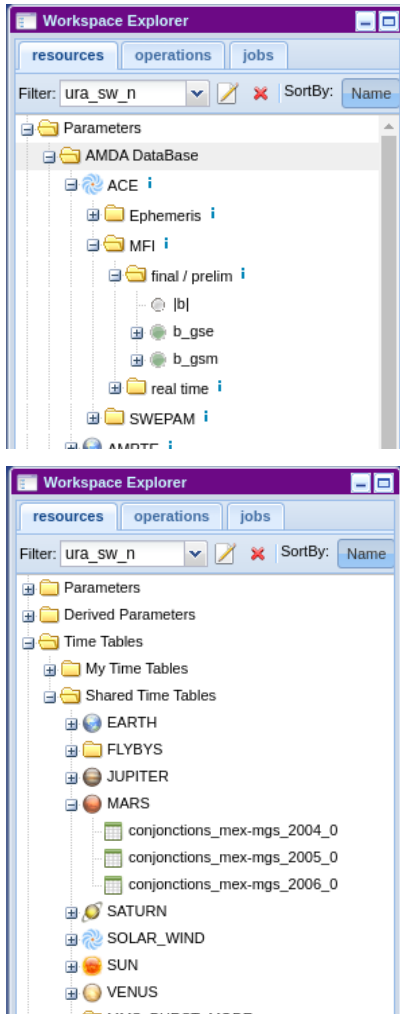 Workspace Explorer
resources operations jobs
Filter: ura_sw_n SortBy: Name
Parameters
AMDA DataBase
ACE i
Ephemeris i
MFI i
final / prelim i
|b|
b_gse
b_gsm
real time i
SWEPAM i
Workspace Explorer
resources operations jobs
Filter: ura_sw_n SortBy: Name
Parameters
Derived Parameters
Time Tables
My Time Tables
Shared Time Tables
EARTH
FLYBYS
JUPITER
MARS
conjonctions_mex-mgs_2004_0
conjonctions_mex-mgs_2005_0
conjonctions_mex-mgs_2006_0
SATURN
SOLAR_WIND
SUN
VENUS